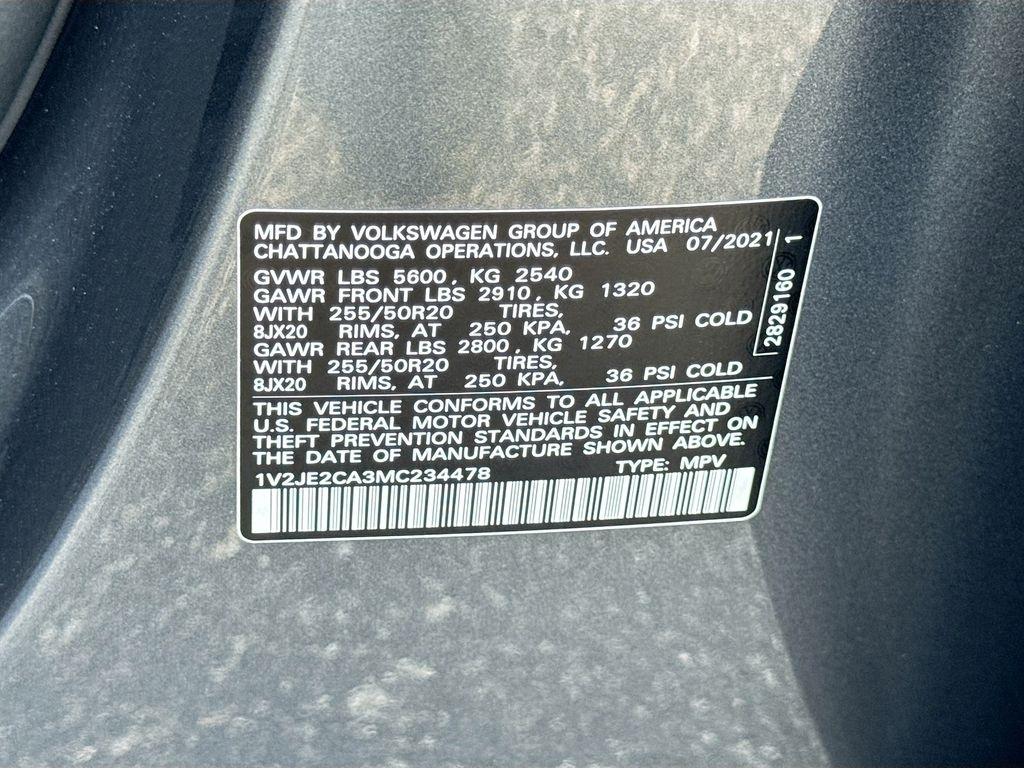 MFD BY VOLKSWAGEN GROUP OF AMERICA
CHATTANOOGA OPERATIONS, LLC. USA 07/2021
GVWR LBS 5600, KG 2540
GAWR FRONT LBS 2910, KG 1320
WITH 255/50R20 TIRES,
8JX20 RIMS, AT 250 KPA, 36 PSI COLD
GAWR REAR LBS 2800, KG 1270
WITH 255/50R20 TIRES,
8JX20 RIMS, AT 250 KPA, 36 PSI COLD
THIS VEHICLE CONFORMS TO ALL APPLICABLE
U.S. FEDERAL MOTOR VEHICLE SAFETY AND
THEFT PREVENTION STANDARDS IN EFFECT ON
THE DATE OF MANUFACTURE SHOWN ABOVE.
1V2JE2CA3MC234478 TYPE: MPV
2829160 1